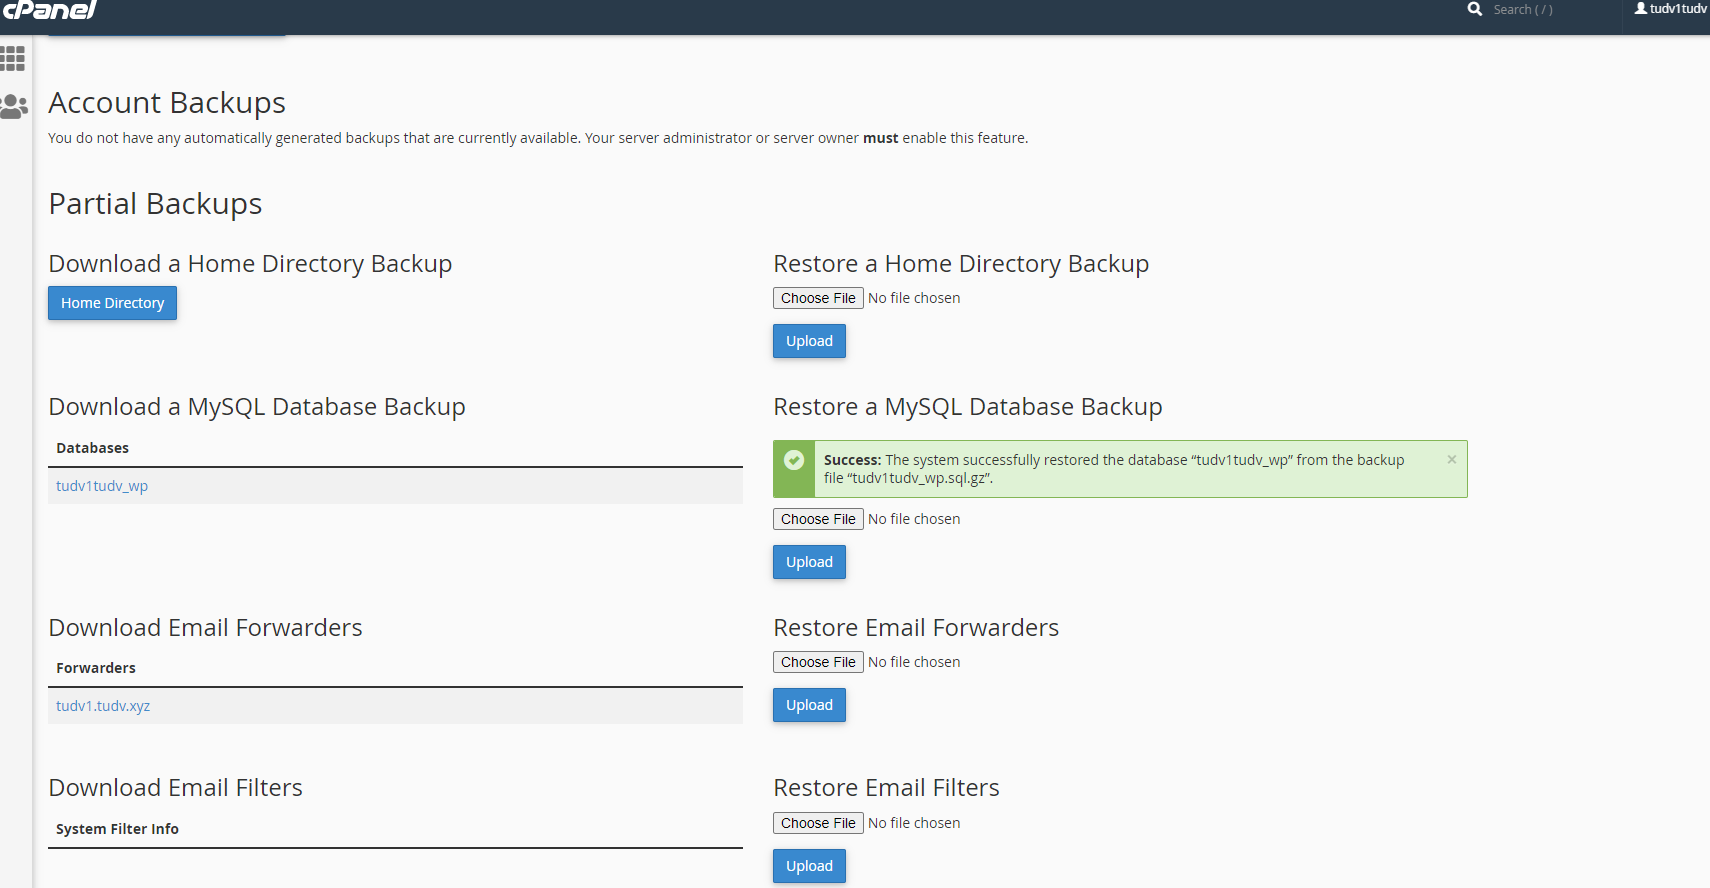 cPanel
Search ( / )
tudv1tudv
Account Backups
You do not have any automatically generated backups that are currently available. Your server administrator or server owner must enable this feature.
Partial Backups
Download a Home Directory Backup
Home Directory
Restore a Home Directory Backup
Choose File No file chosen
Upload
Download a MySQL Database Backup
Databases
tudv1tudv_wp
Restore a MySQL Database Backup
Success: The system successfully restored the database “tudv1tudv_wp” from the backup
file “tudv1tudv_wp.sql.gz”.
×
Choose File No file chosen
Upload
Download Email Forwarders
Forwarders
tudv1.tudv.xyz
Restore Email Forwarders
Choose File No file chosen
Upload
Download Email Filters
System Filter Info
Restore Email Filters
Choose File No file chosen
Upload